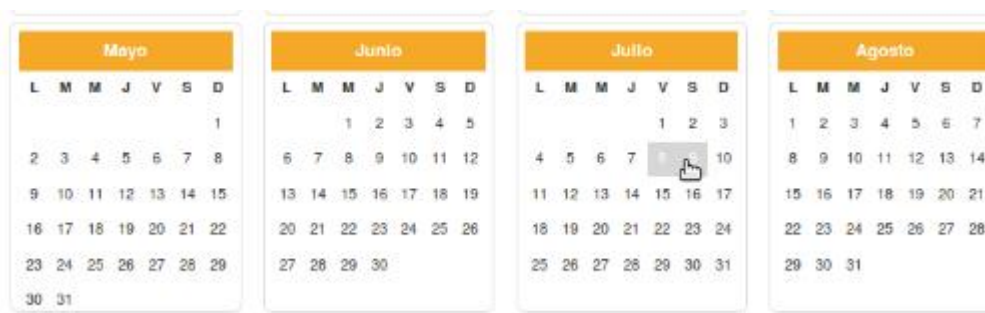 Mayo Junio Julio Agosto
L M M J V S D L M M J V S D L M M J V S D L M M J V S D
1 1 2 3 4 5 1 2 3 1 2 3 4 5 6 7
2 3 4 5 6 7 8 6 7 8 9 10 11 12 4 5 6 7 8 9 10 8 9 10 11 12 13 14
9 10 11 12 13 14 15 13 14 15 16 17 18 19 11 12 13 14 15 16 17 15 16 17 18 19 20 21
16 17 18 19 20 21 22 20 21 22 23 24 25 26 18 19 20 21 22 23 24 22 23 24 25 26 27 28
23 24 25 26 27 28 29 27 28 29 30 25 26 27 28 29 30 31 29 30 31
30 31